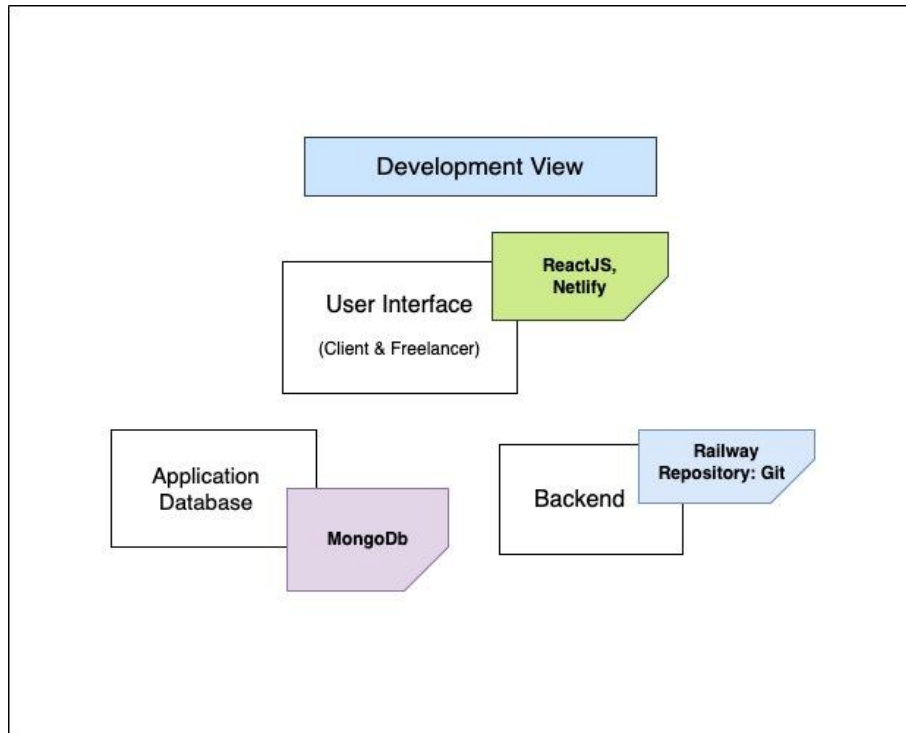 Development View
ReactJS,
Netlify
User Interface
(Client & Freelancer)
Application
Database
MongoDb
Railway
Repository: Git
Backend